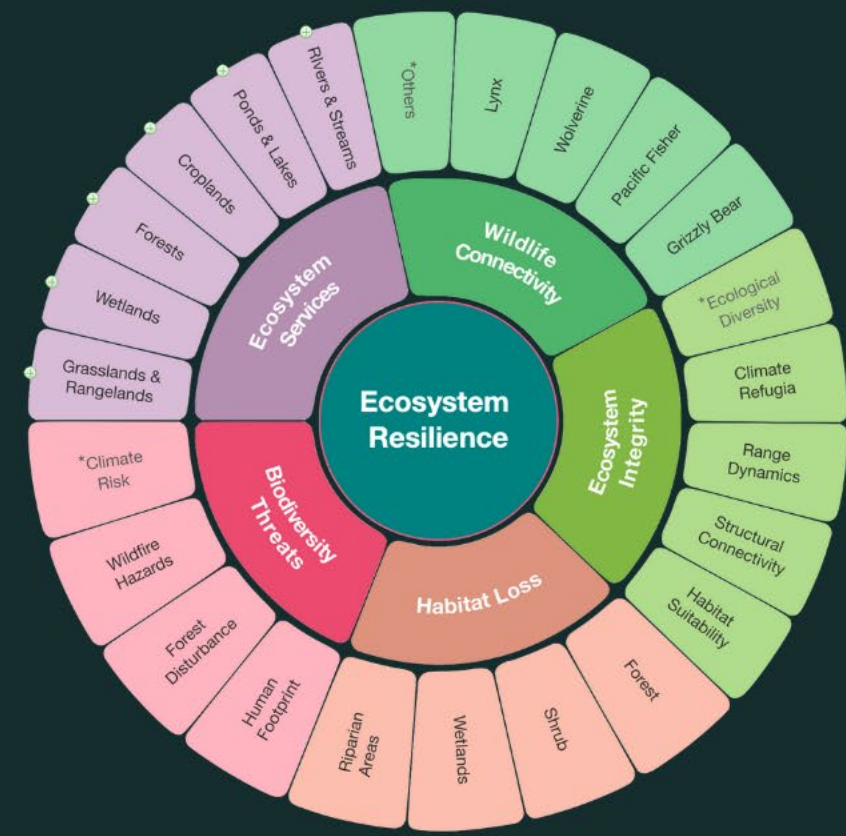 Ecosystem
Resilience
Wildlife
Connectivity
Ecosystem
Integrity
Habitat Loss
Biodiversity
Threats
Ecosystem
Services
*Others
Lynx
Wolverine
Pacific Fisher
Grizzly Bear
*Ecological
Diversity
Climate
Refugia
Range
Dynamics
Structural
Connectivity
Habitat
Suitability
Forest
Shrub
Wetlands
Riparian
Areas
Human
Footprint
Forest
Disturbance
Wildfire
Hazards
*Climate
Risk
Grasslands &
Rangelands
Wetlands
Forests
Croplands
Ponds & Lakes
RIvers & Streams